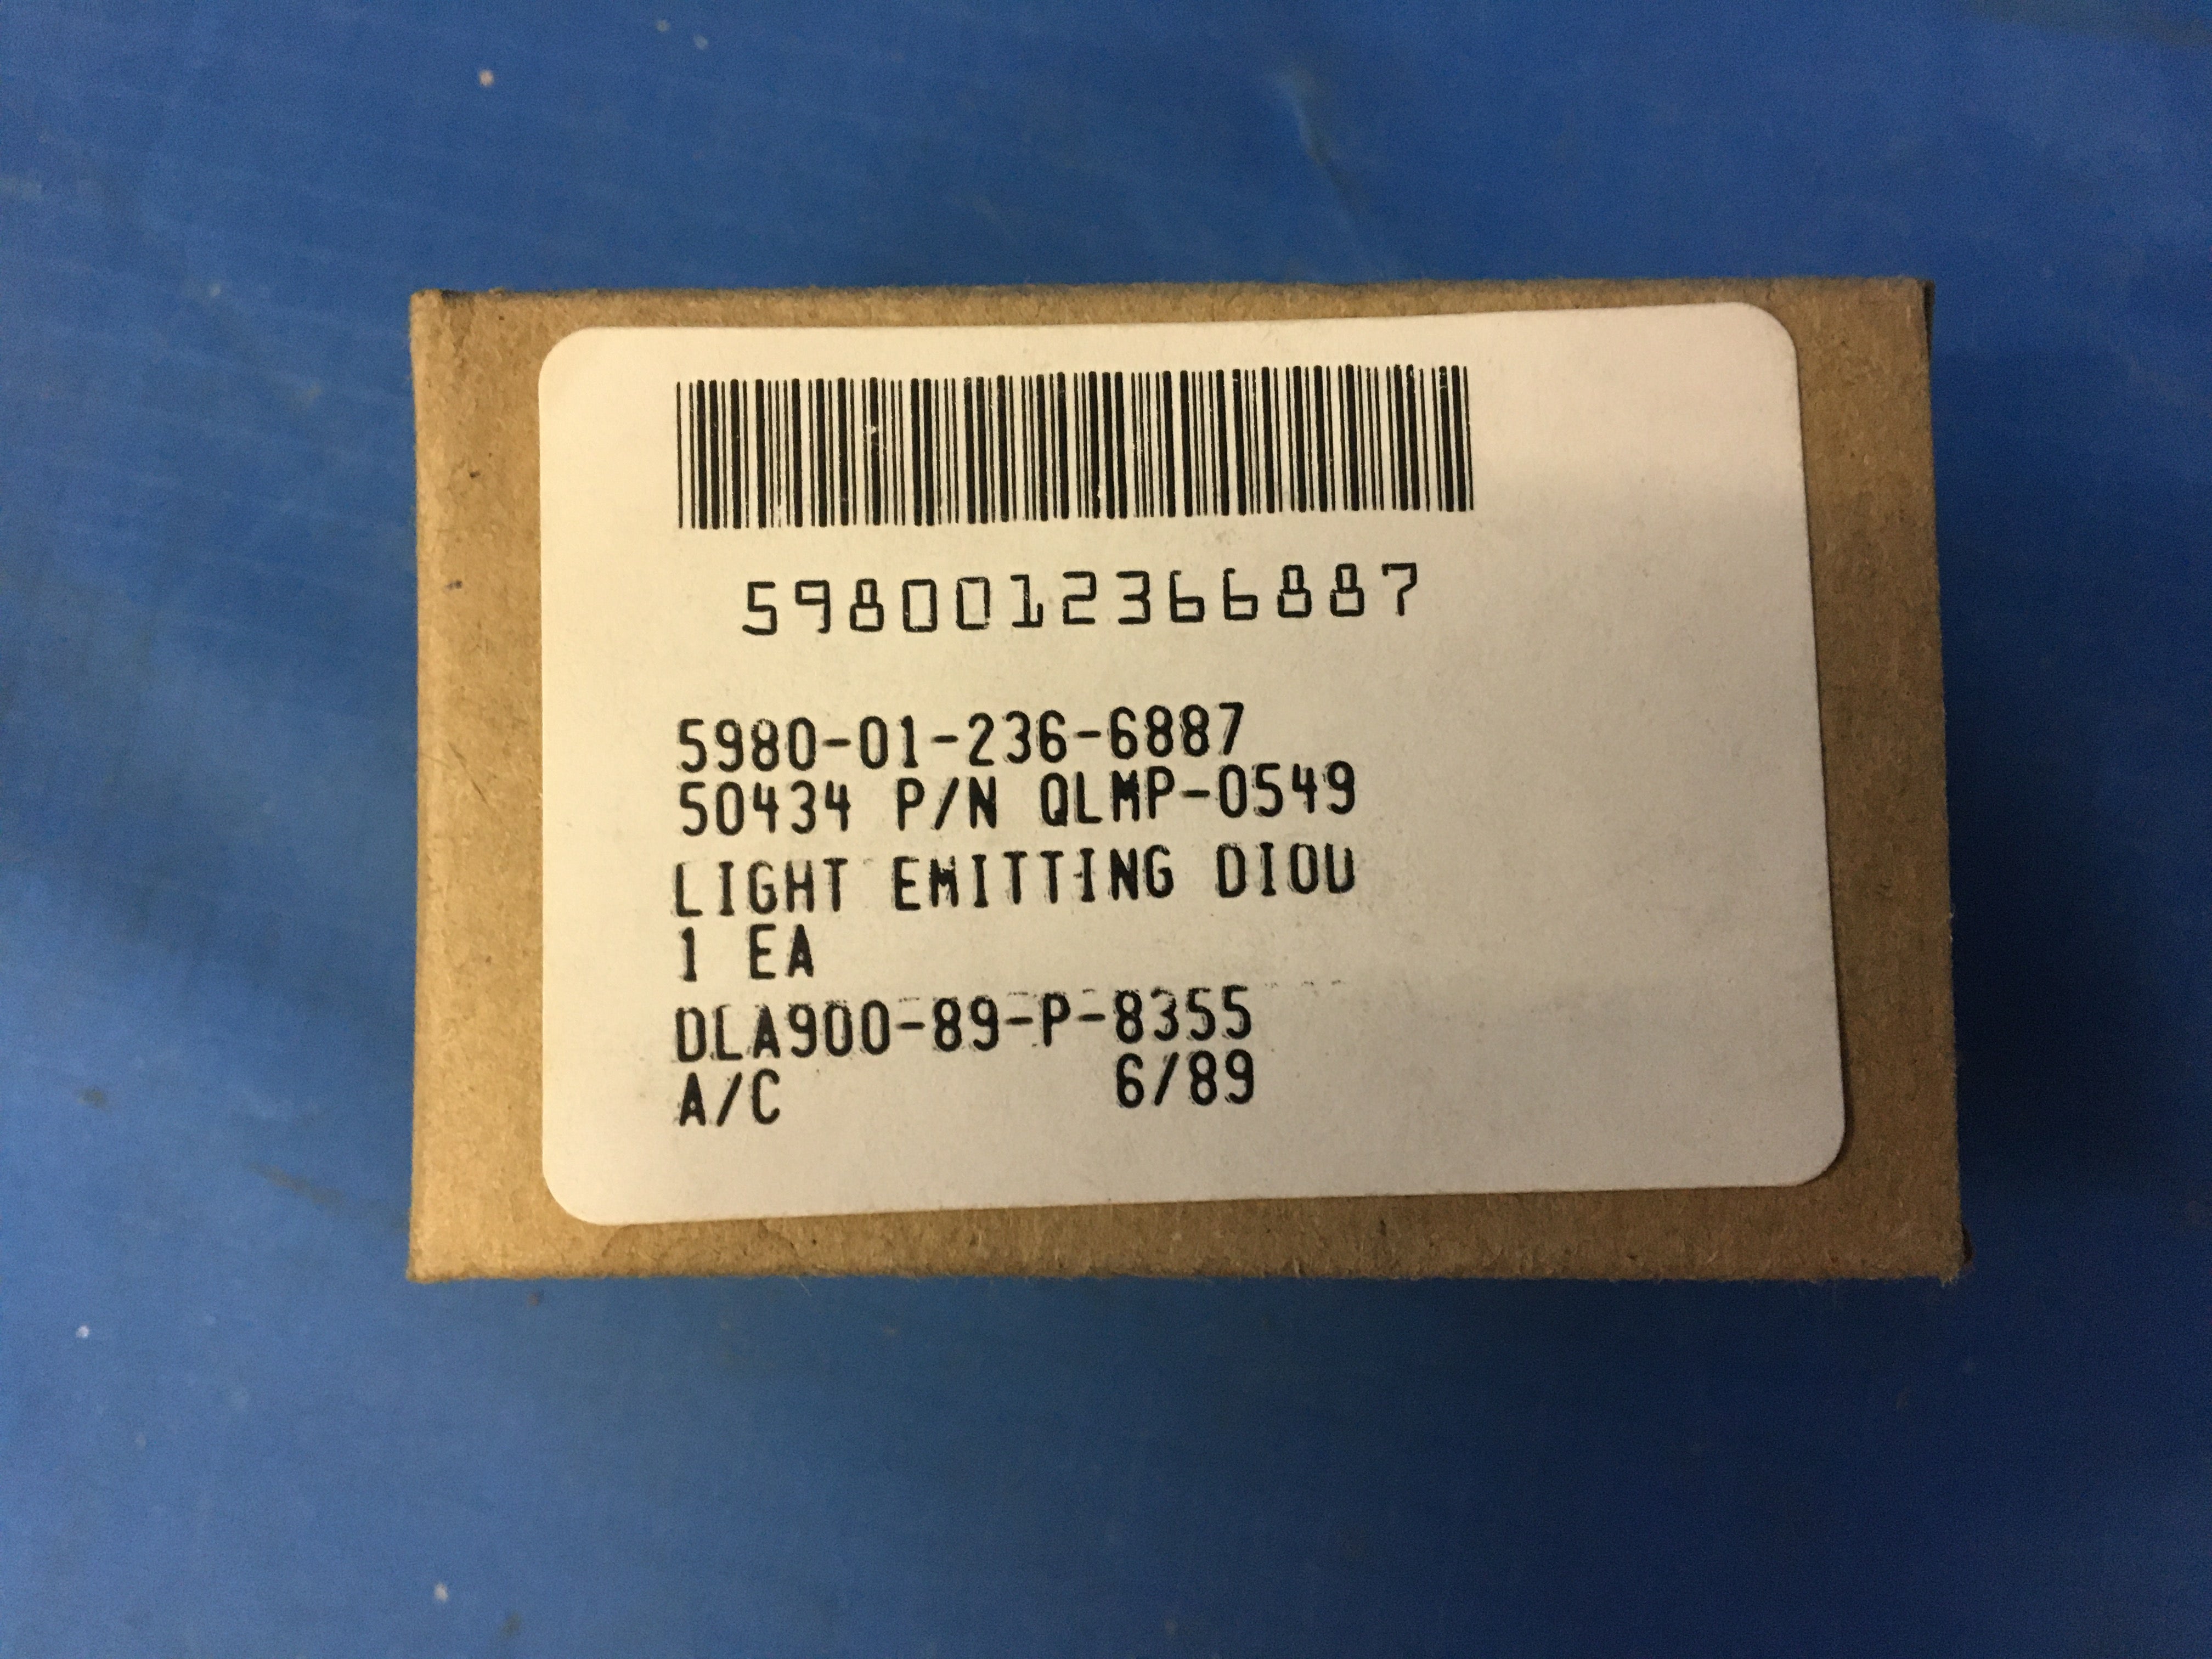 5980012366887
5980-01-236-6887
50434 P/N QLMP-0549
LIGHT EMITTING DIOD
1 EA
DLA900-89-P-8355
A/C 6/89